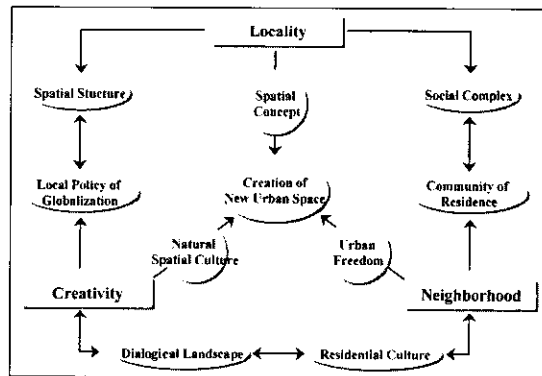 Locality
Spatial Stucture
Spatial
Concept
Social Complex
Local Policy of
Globalization
Creation of
New Urban Space
Community of
Residence
Natural
Spatial Culture
Urban
Freedom
Creativity
Neighborhood
Dialogical Landscape
Residential Culture